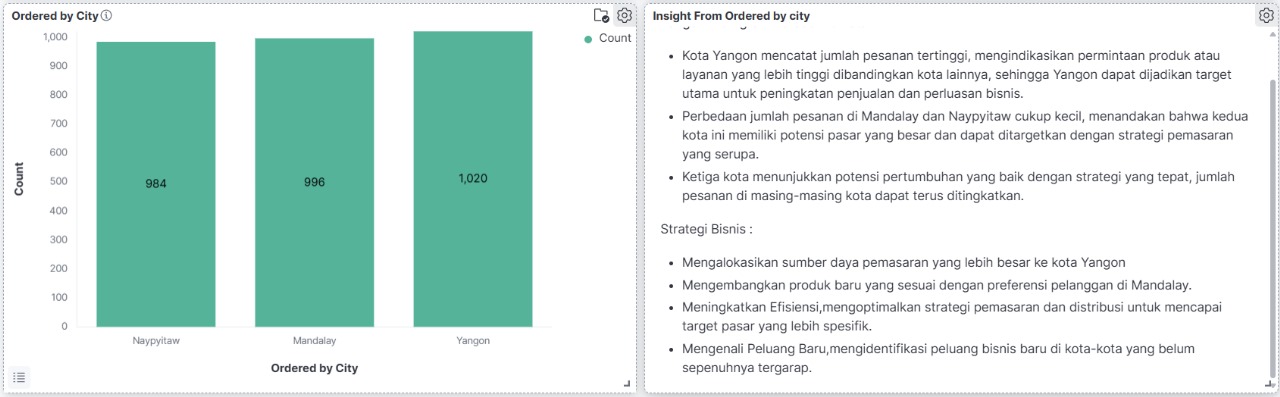 Ordered by City
Count
1,000
900
800
700
600
500
400
300
200
100
0
Count
984
996
1,020
Naypyitaw
Mandalay
Yangon
Ordered by City
Insight From Ordered by city
Kota Yangon mencatat jumlah pesanan tertinggi, mengindikasikan permintaan produk atau
layanan yang lebih tinggi dibandingkan kota lainnya, sehingga Yangon dapat dijadikan target
utama untuk peningkatan penjualan dan perluasan bisnis.
Perbedaan jumlah pesanan di Mandalay dan Naypyitaw cukup kecil, menandakan bahwa kedua
kota ini memiliki potensi pasar yang besar dan dapat ditargetkan dengan strategi pemasaran
yang serupa.
Ketiga kota menunjukkan potensi pertumbuhan yang baik dengan strategi yang tepat, jumlah
pesanan di masing-masing kota dapat terus ditingkatkan.
Strategi Bisnis :
Mengalokasikan sumber daya pemasaran yang lebih besar ke kota Yangon
Mengembangkan produk baru yang sesuai dengan preferensi pelanggan di Mandalay.
Meningkatkan Efisiensi,mengoptimalkan strategi pemasaran dan distribusi untuk mencapai
target pasar yang lebih spesifik.
Mengenali Peluang Baru,mengidentifikasi peluang bisnis baru di kota-kota yang belum
sepenuhnya tergarap.